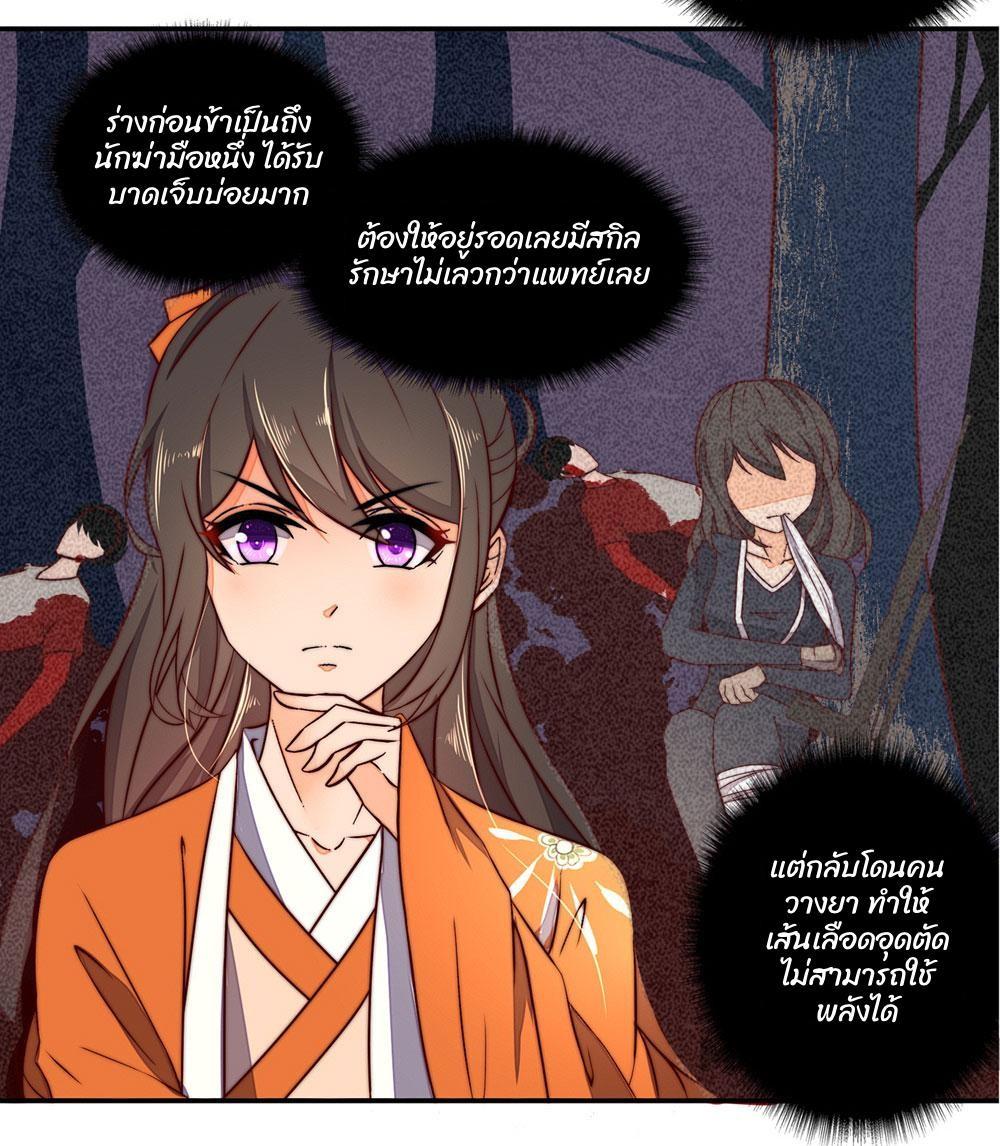 ร่างก่อนข้าเป็นถึง
นักฆ่ามือหนึ่ง ได้รับ
บาดเจ็บบ่อยมาก
ต้องให้อยู่รอดเลยมีสกิล
รักษาไม่เลวกว่าแพทย์เลย
แต่กลับโดนคน
วางยา ทำให้
เส้นเลือดอุดตัด
ไม่สามารถใช้
พลังได้